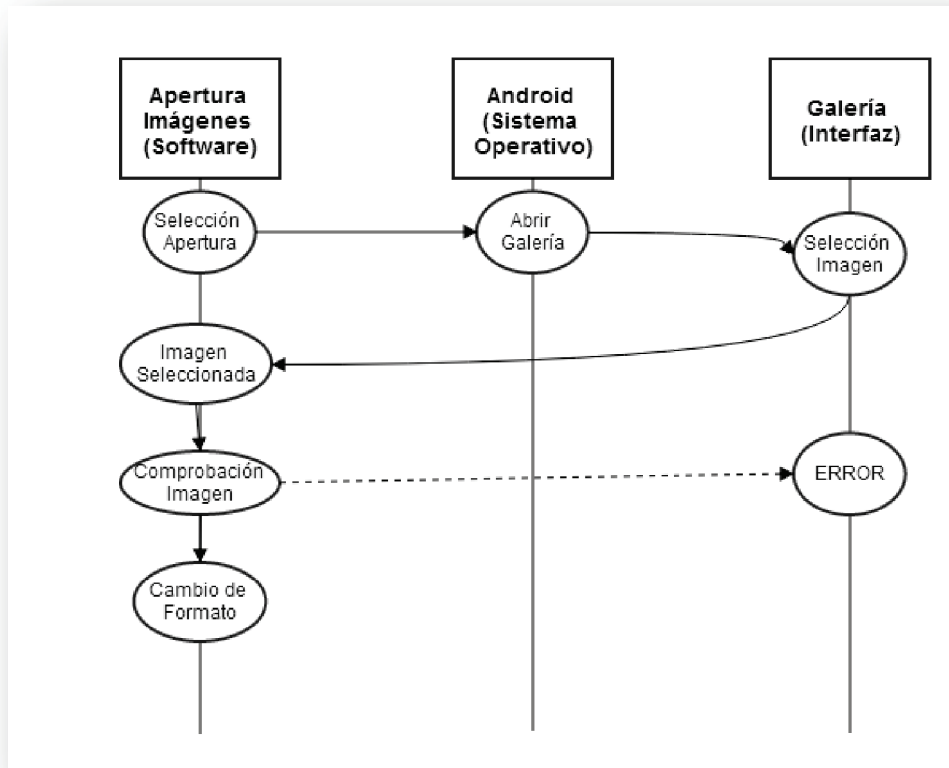 Apertura
Imágenes
(Software)
Android
(Sistema
Operativo)
Galería
(Interfaz)
Selección
Apertura
Abrir
Galería
Selección
Imagen
Imagen
Seleccionada
Comprobación
Imagen
ERROR
Cambio de
Formato